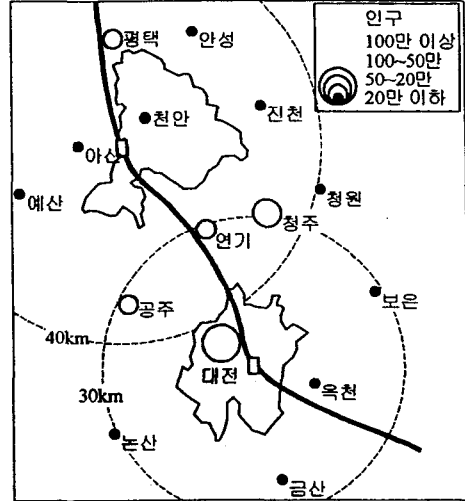 인구
100만 이상
100~50만
50~20만
20만 이하
평택
안성
천안
진천
아산
예산
청원
청주
연기
보은
공주
40km
대전
30km
옥천
논산
금산